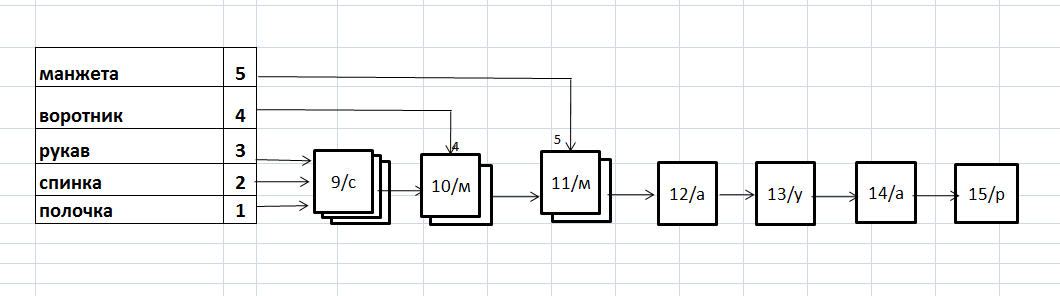 манжета 5
воротник 4
рукав 3
спинка 2
полочка 1
4
5
9/с
10/м
11/м
12/а
13/у
14/а
15/р